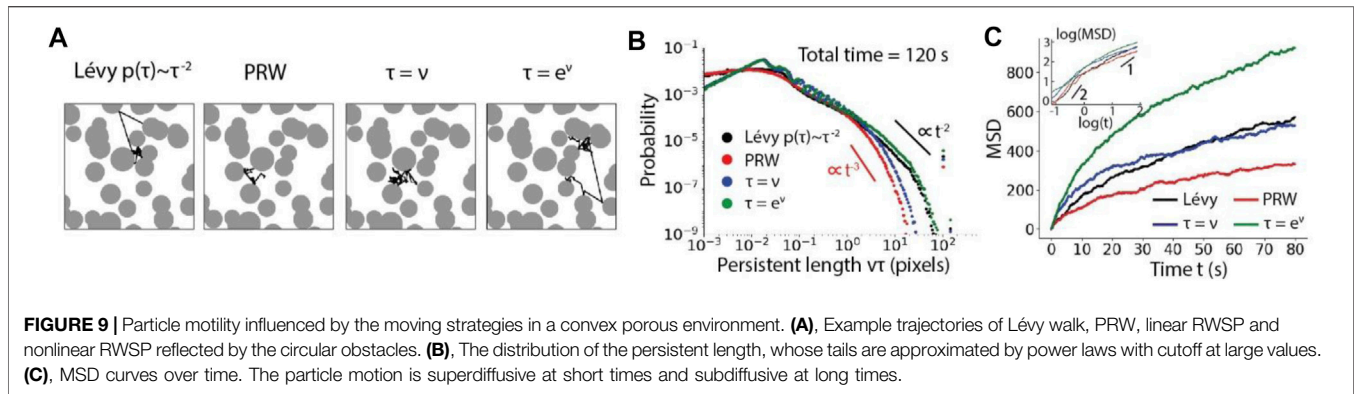 A
Lévy p(τ)~τ⁻²
PRW
τ = ν
τ = eᵛ
B
Total time = 120 s
10⁻¹
10⁻³
10⁻⁵
10⁻⁷
10⁻⁹
Probability
Lévy p(τ)~τ⁻²
PRW
τ = ν
τ = eᵛ
∝ t⁻²
∝ t⁻³
10⁻³ 10⁻² 10⁻¹ 10⁰ 10¹ 10²
Persistent length vτ (pixels)
C
log(MSD)
3
2
1
0
1
2
-1 0 1 2
log(t)
MSD
800
600
400
200
0
Lévy PRW
τ = ν τ = eᵛ
0 10 20 30 40 50 60 70 80
Time t (s)
FIGURE 9 | Particle motility influenced by the moving strategies in a convex porous environment. (A), Example trajectories of Lévy walk, PRW, linear RWSP and
nonlinear RWSP reflected by the circular obstacles. (B), The distribution of the persistent length, whose tails are approximated by power laws with cutoff at large values.
(C), MSD curves over time. The particle motion is superdiffusive at short times and subdiffusive at long times.